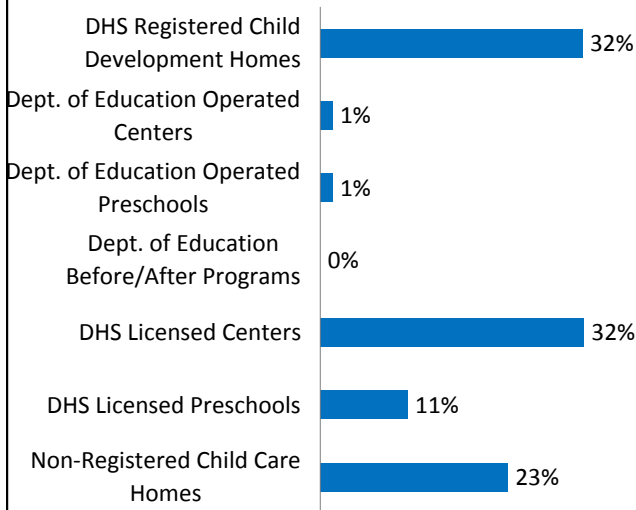 DHS Registered Child
Development Homes
32%
Dept. of Education Operated
Centers
1%
Dept. of Education Operated
Preschools
1%
Dept. of Education
Before/After Programs
0%
DHS Licensed Centers
32%
DHS Licensed Preschools
11%
Non-Registered Child Care
Homes
23%